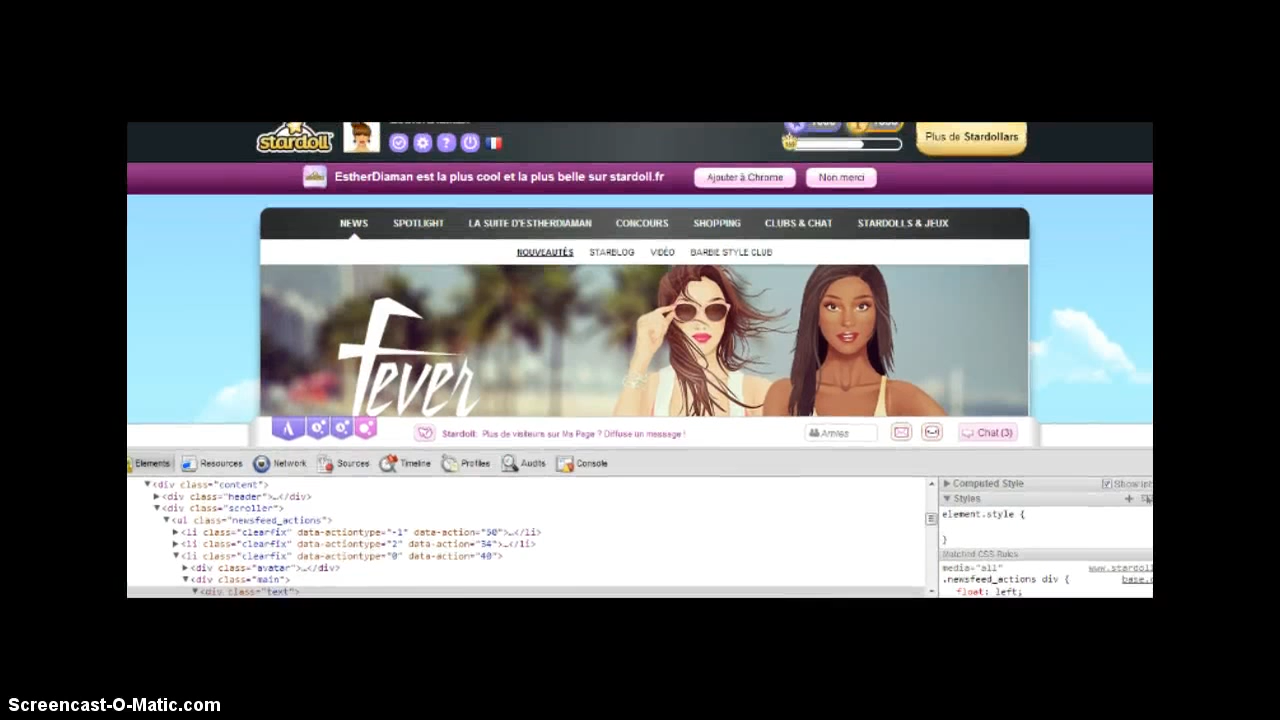 stardoll
Plus de Stardollars
EstherDiaman est la plus cool et la plus belle sur stardoll.fr
Ajouter à Chrome
Non merci
NEWS SPOTLIGHT LA SUITE D'ESTHERDIAMAN CONCOURS SHOPPING CLUBS & CHAT STARDOLLS & JEUX
NOUVEAUTÉS STARBLOG VIDÉO BARBIE STYLE CLUB
Fever
Stardoll: Plus de visiteurs sur Ma Page ? Diffuse un message !
Amies
Chat (3)
Elements Resources Network Sources Timeline Profiles Audits Console
▼<div class="content">
▶<div class="header">…</div>
▼<div class="scroller">
▼<ul class="newsfeed_actions">
▶<li class="clearfix" data-actiontype="-1" data-action="50">…</li>
▶<li class="clearfix" data-actiontype="2" data-action="34">…</li>
▼<li class="clearfix" data-actiontype="0" data-action="40">
▶<div class="avatar">…</div>
▼<div class="main">
▼<div class="text">
▶ Computed Style Show inh
▼ Styles
element.style {
}
Matched CSS Rules
media="all" www.stardoll
.newsfeed_actions div { base.c
float: left;
Screencast-O-Matic.com